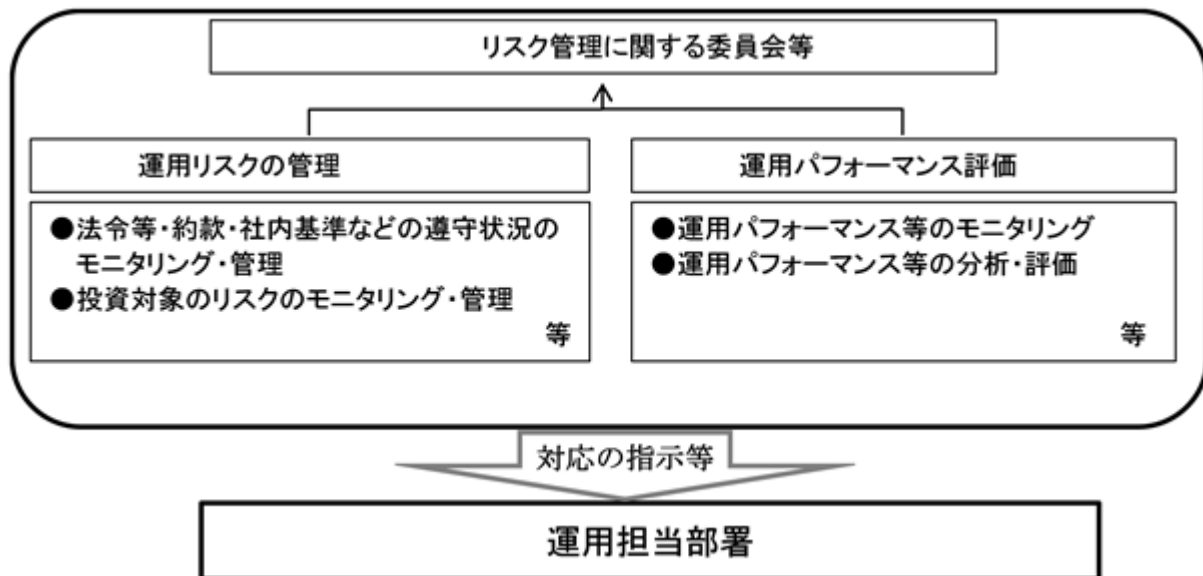 リスク管理に関する委員会等
運用リスクの管理
●法令等・約款・社内基準などの遵守状況の
モニタリング・管理
●投資対象のリスクのモニタリング・管理
等
運用パフォーマンス評価
●運用パフォーマンス等のモニタリング
●運用パフォーマンス等の分析・評価
等
対応の指示等
運用担当部署